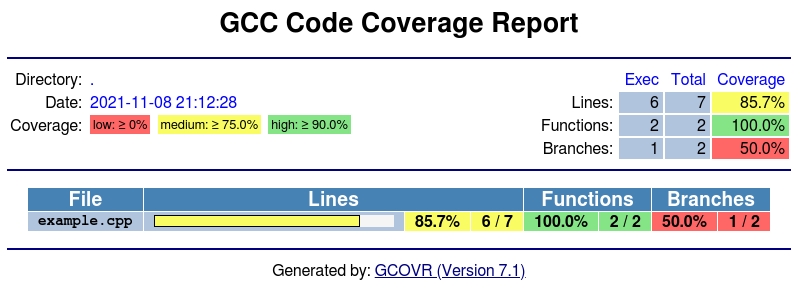 GCC Code Coverage Report
Directory: .
Date: 2021-11-08 21:12:28
Coverage: low: ≥ 0% medium: ≥ 75.0% high: ≥ 90.0%
Exec Total Coverage
Lines: 6 7 85.7%
Functions: 2 2 100.0%
Branches: 1 2 50.0%
File Lines Functions Branches
example.cpp 85.7% 6 / 7 100.0% 2 / 2 50.0% 1 / 2
Generated by: GCOVR (Version 7.1)